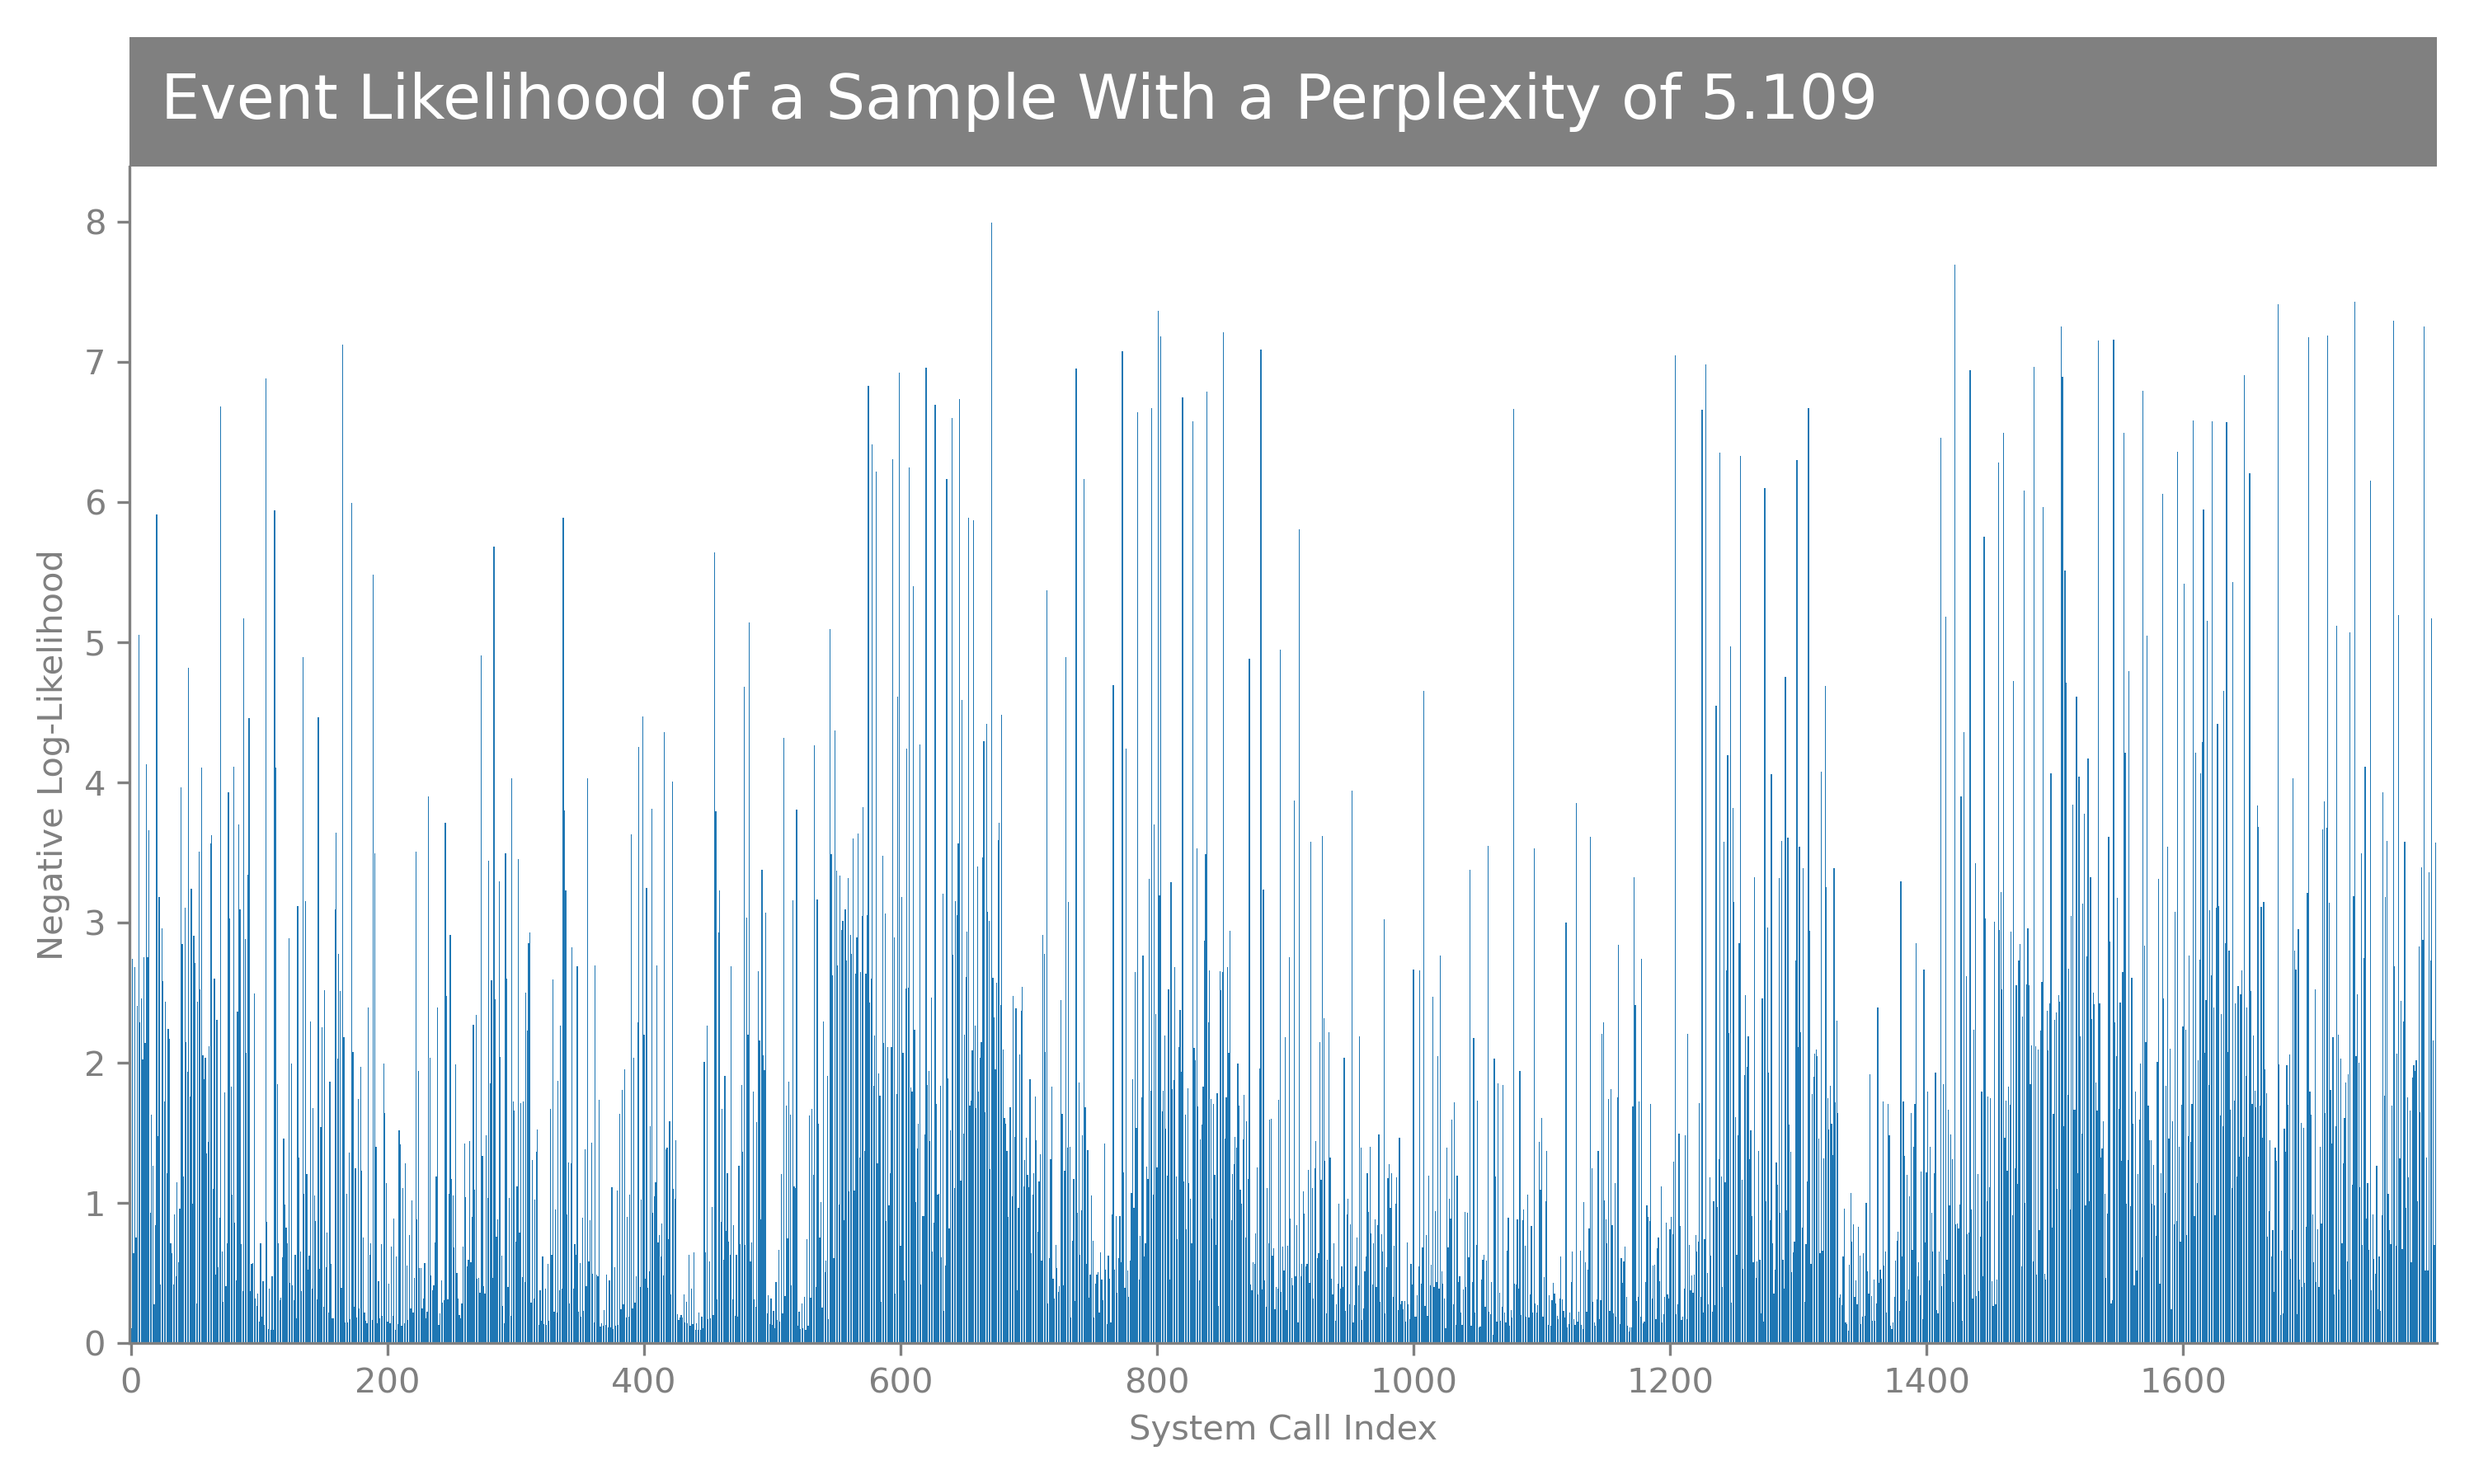 Event Likelihood of a Sample With a Perplexity of 5.109
8
7
6
5
4
3
2
1
0
Negative Log-Likelihood
0 200 400 600 800 1000 1200 1400 1600
System Call Index